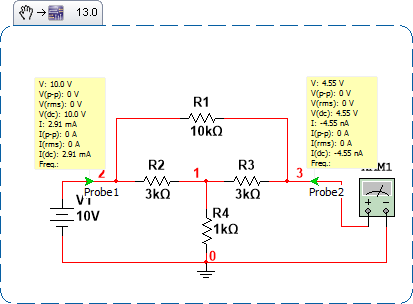 13.0
V: 10.0 V
V(p-p): 0 V
V(rms): 0 V
V(dc): 10.0 V
I: 2.91 mA
I(p-p): 0 A
I(rms): 0 A
I(dc): 2.91 mA
Freq.:
V: 4.55 V
V(p-p): 0 V
V(rms): 0 V
V(dc): 4.55 V
I: -4.55 nA
I(p-p): 0 A
I(rms): 0 A
I(dc): -4.55 nA
Freq.:
R1
10kΩ
2
Probe1
R2
3kΩ
1
R3
3kΩ
3
Probe2
V1
10V
R4
1kΩ
0